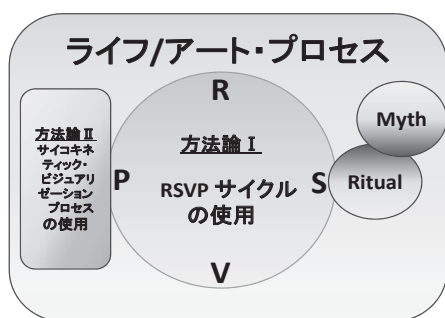 ライフ/アート・プロセス
方法論Ⅱ
サイコキネ
ティック・
ビジュアリ
ゼーション
プロセス
の使用
R
方法論Ⅰ
P
RSVP サイクル
の使用
S
V
Myth
Ritual